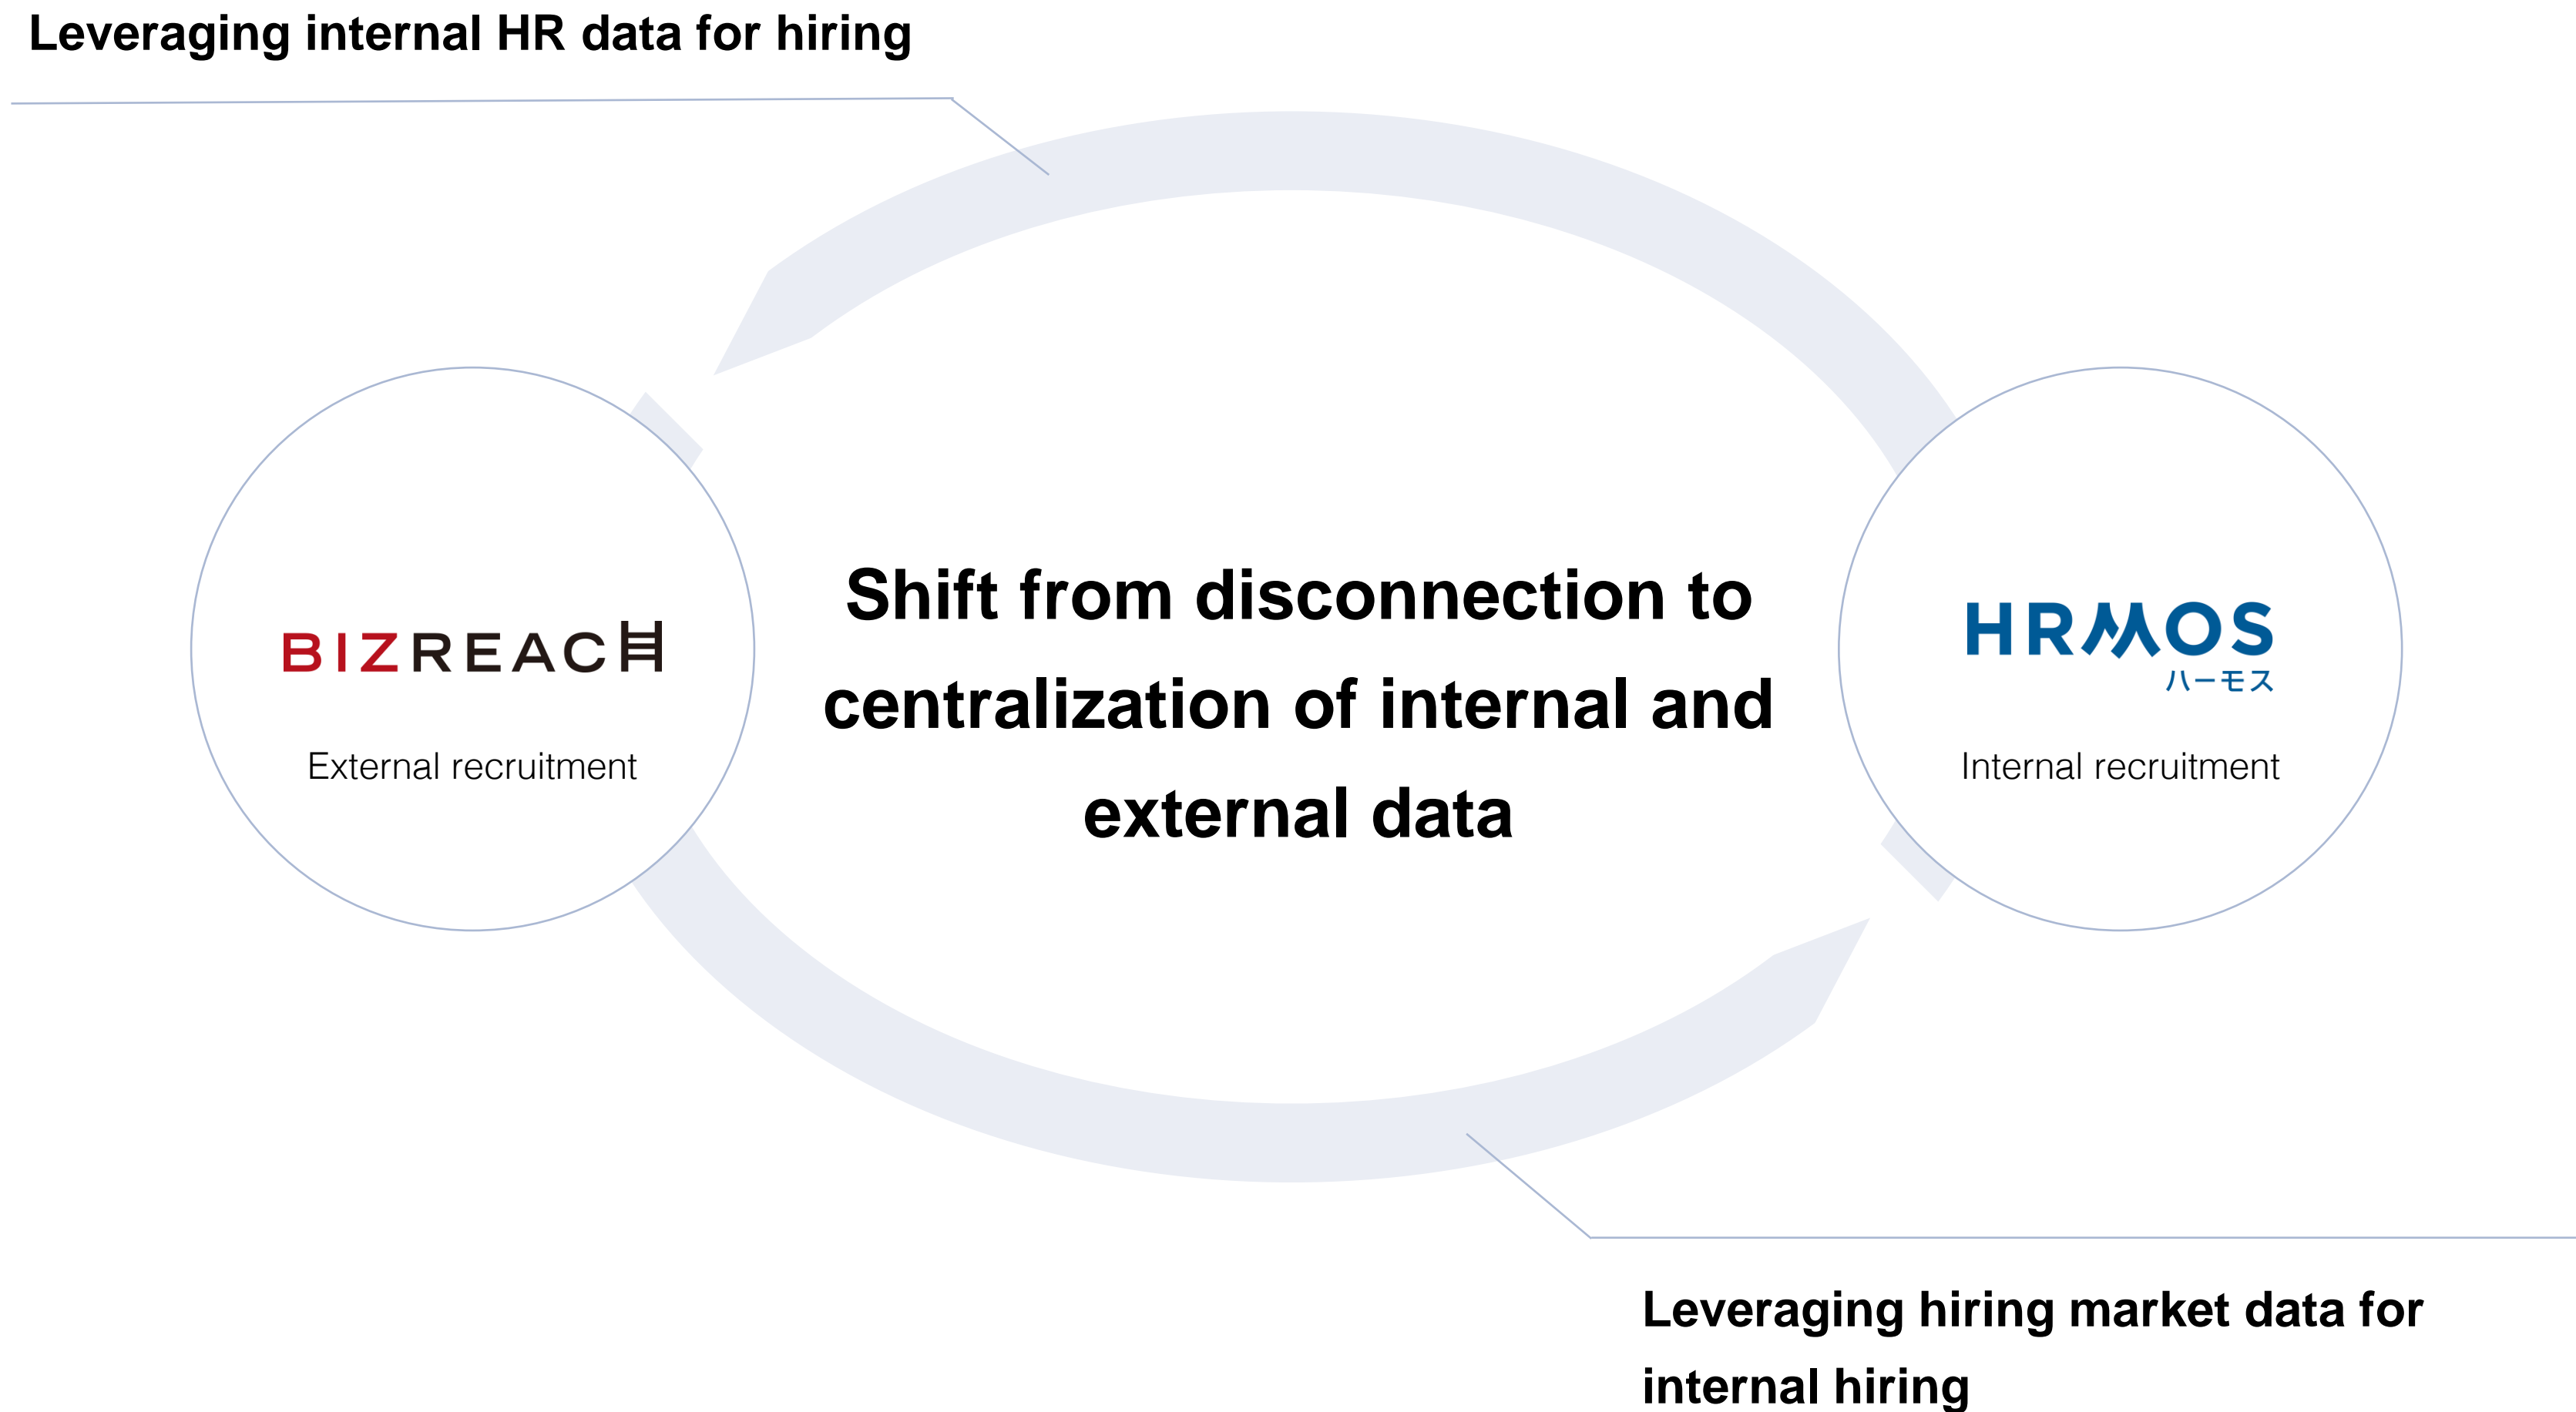 Leveraging internal HR data for hiring
BIZREACH
External recruitment
Shift from disconnection to
centralization of internal and
external data
HRMOS
ハーモス
Internal recruitment
Leveraging hiring market data for
internal hiring